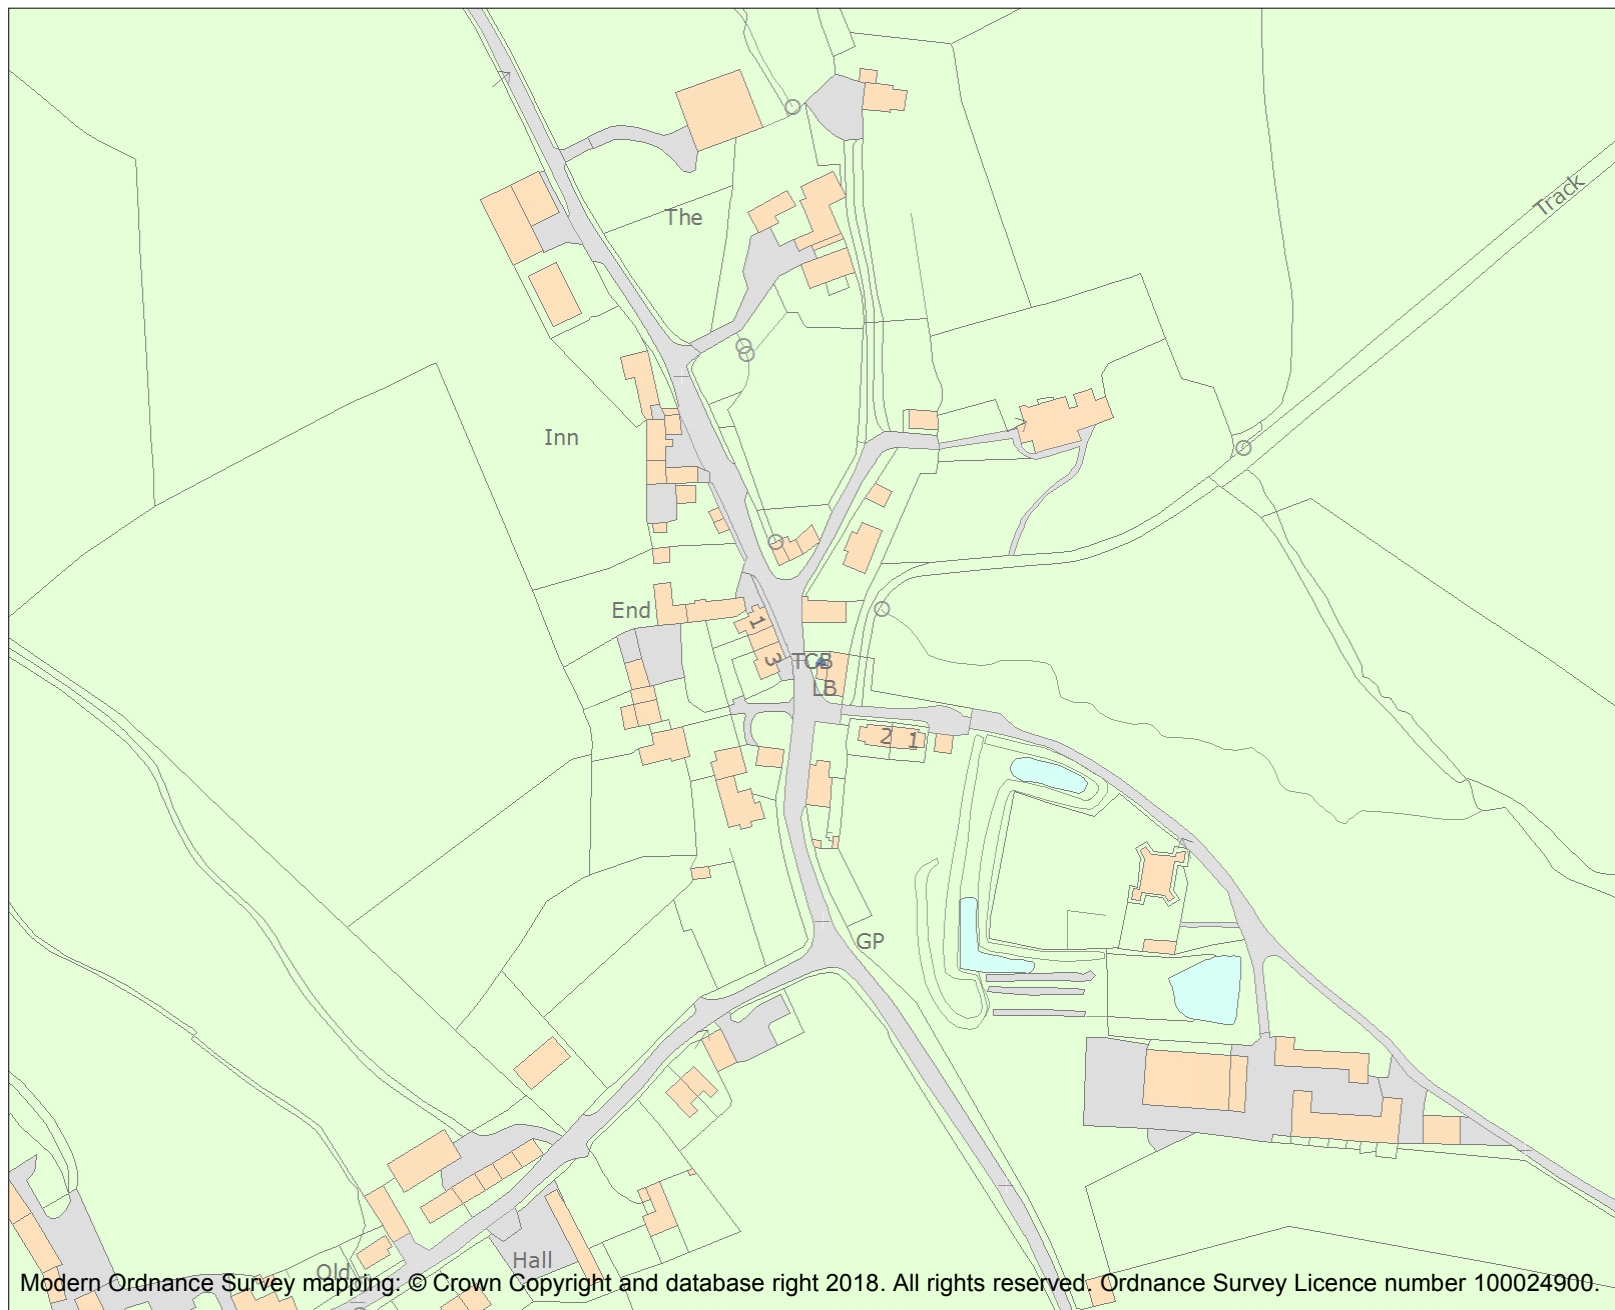 Track
The
Inn
End
1
3
TCB
LB
2 1
GP
Hall
Old
Modern Ordnance Survey mapping: © Crown Copyright and database right 2018. All rights reserved. Ordnance Survey Licence number 100024900.